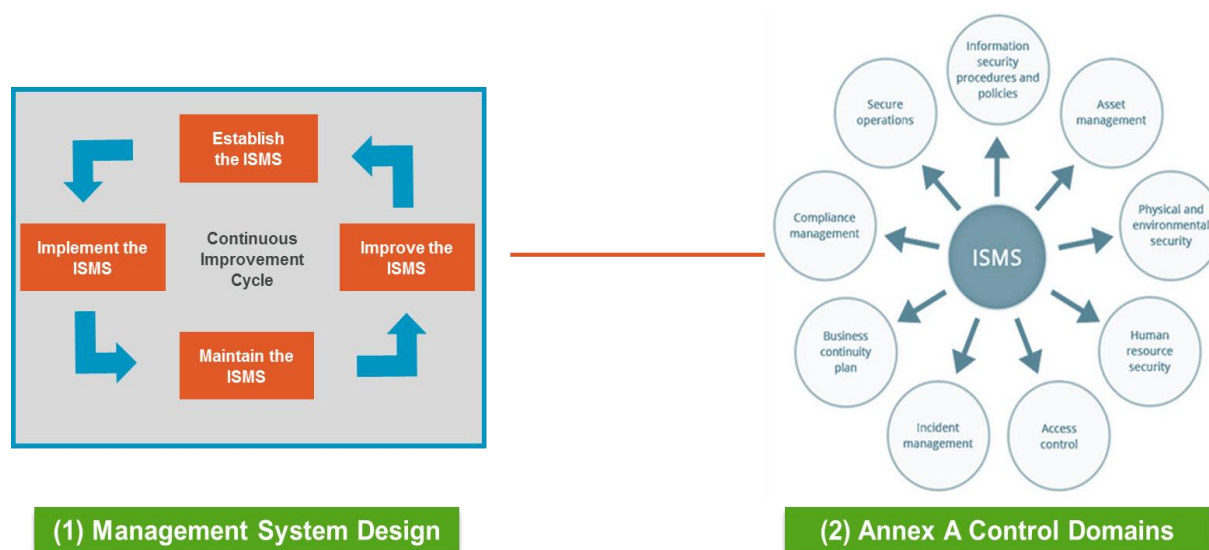 Establish
the ISMS
Implement the
ISMS
Continuous
Improvement
Cycle
Improve the
ISMS
Maintain the
ISMS
(1) Management System Design
Information
security
procedures and
policies
Asset
management
Physical and
environmental
security
Human
resource
security
Access
control
Incident
management
Business
continuity
plan
Compliance
management
Secure
operations
ISMS
(2) Annex A Control Domains